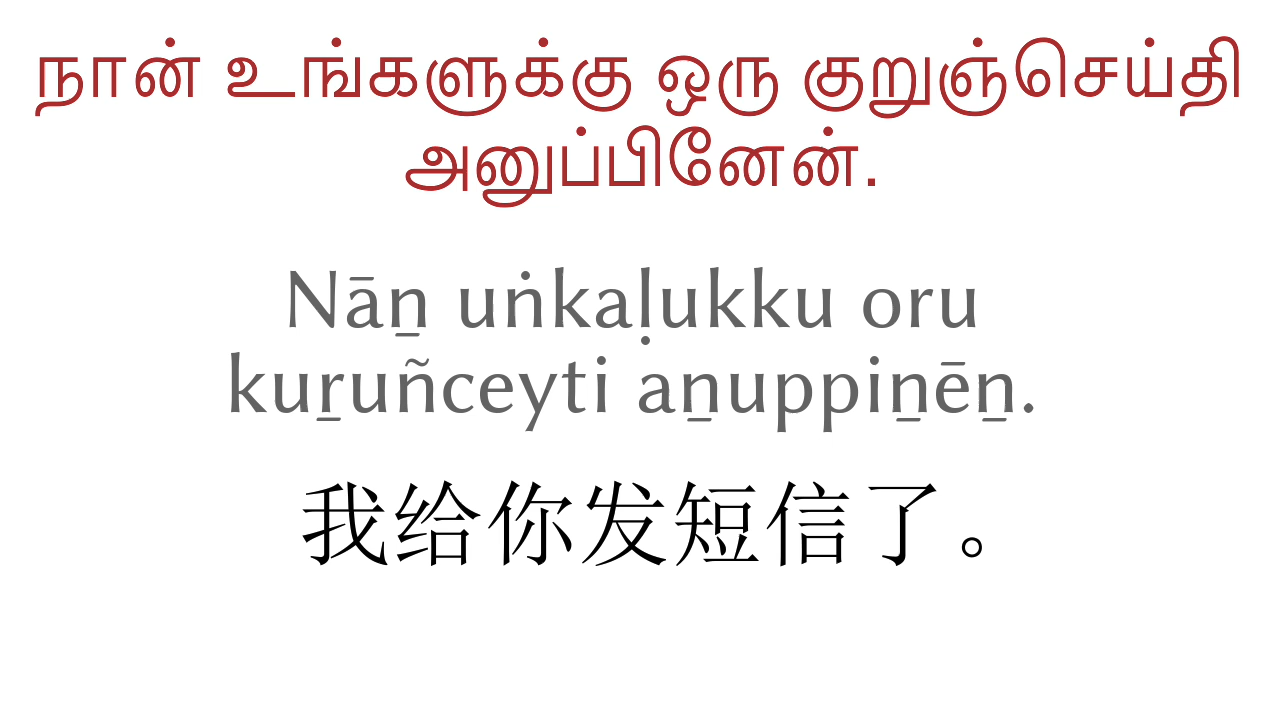 நான் உங்களுக்கு ஒரு குறுஞ்செய்தி
அனுப்பினேன்.
Nāṉ uṅkaḷukku oru
kuṟuñceyti aṉuppiṉēṉ.
我给你发短信了。